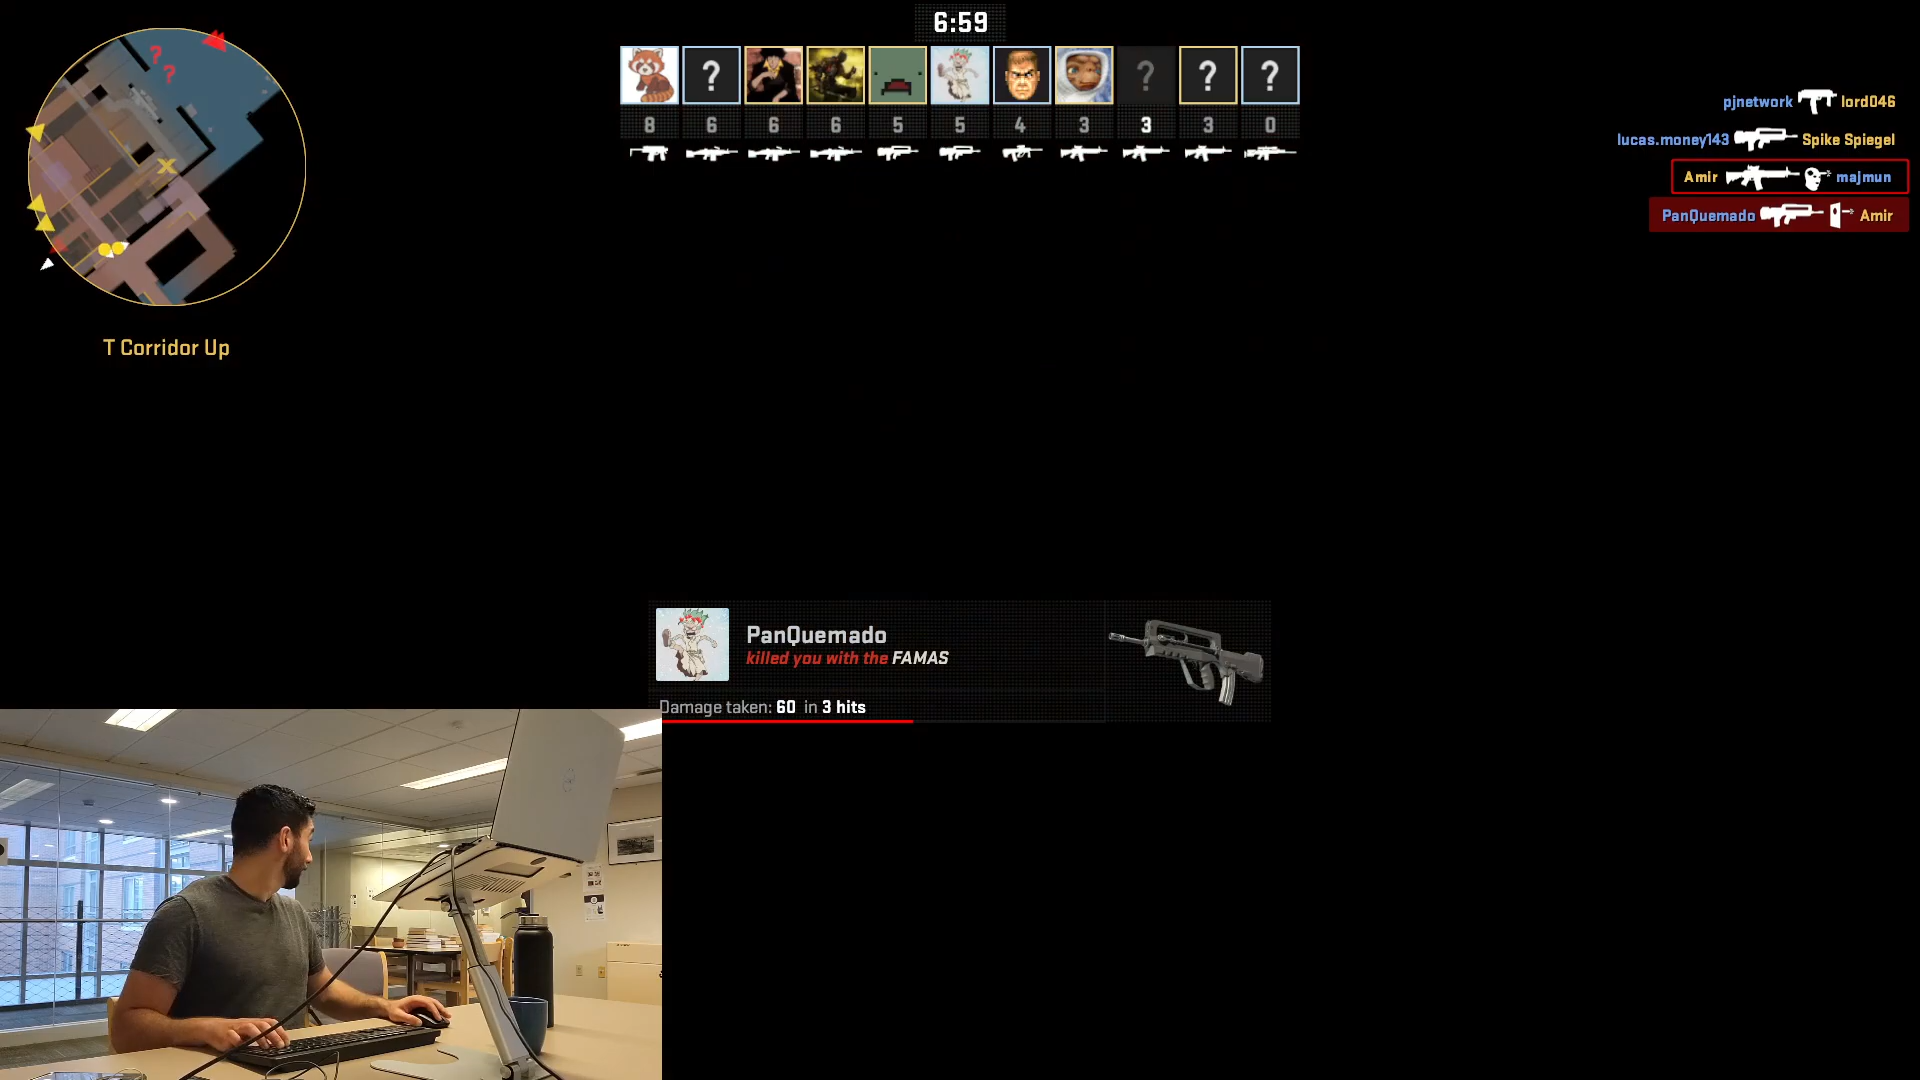 6:59
? ? ? ?
8 6 6 6 5 5 4 3 3 3 0
? ?
T Corridor Up
pjnetwork lord046
lucas.money143 Spike Spiegel
Amir majmun
PanQuemado Amir
PanQuemado
killed you with the FAMAS
Damage taken: 60 in 3 hits